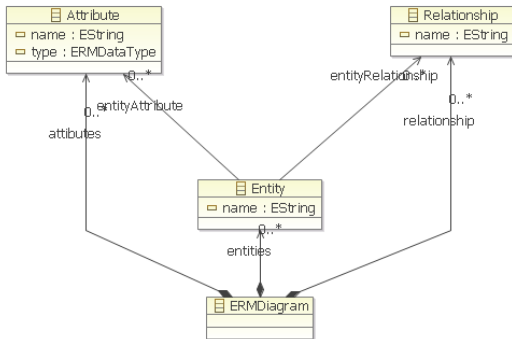 Attribute
name : EString
type : ERMDataType
Relationship
name : EString
0..*
entityAttribute
0..*
attibutes
entityRelationship
0..*
0..*
relationship
Entity
name : EString
0..*
entities
ERMDiagram